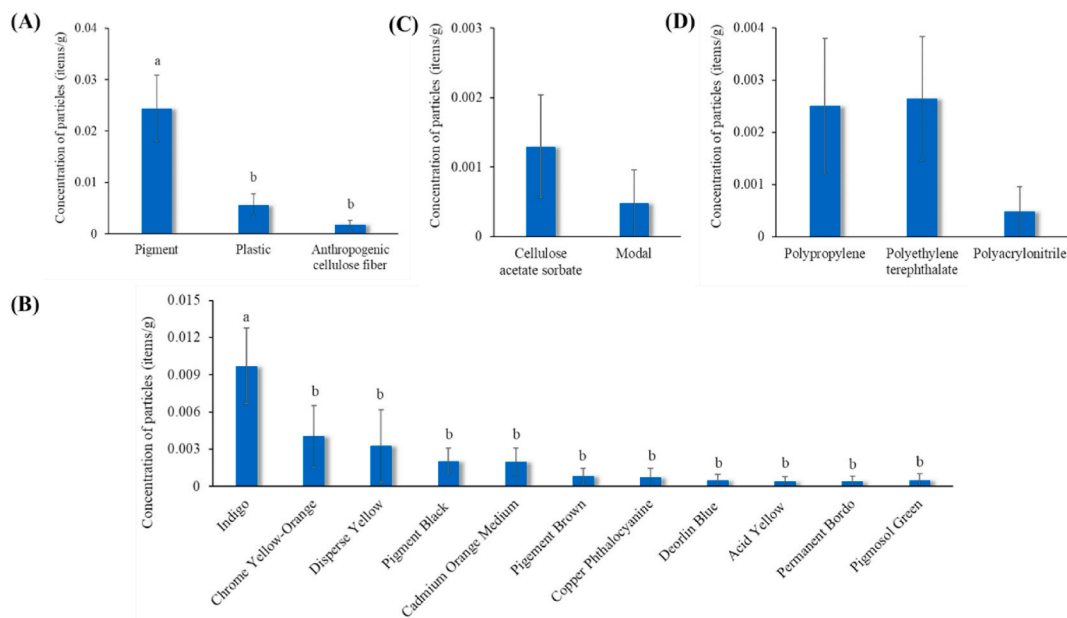 (A)
Concentration of particles (items/g)
0.04
0.03
0.02
0.01
0
a
b
b
Pigment
Plastic
Anthropogenic
cellulose fiber
(C)
Concentration of particles (items/g)
0.003
0.002
0.001
0
Cellulose
acetate sorbate
Modal
(D)
Concentration of particles (items/g)
0.004
0.003
0.002
0.001
0
Polypropylene
Polyethylene
terephthalate
Polyacrylonitrile
(B)
Concentration of particles (items/g)
0.015
0.012
0.009
0.006
0.003
0
a
b
b
b
b
b
b
b
b
b
b
Indigo
Chrome Yellow-Orange
Disperse Yellow
Pigment Black
Cadmium Orange Medium
Pigement Brown
Copper Phthalocyanine
Deorlin Blue
Acid Yellow
Permanent Bordo
Pigmosol Green